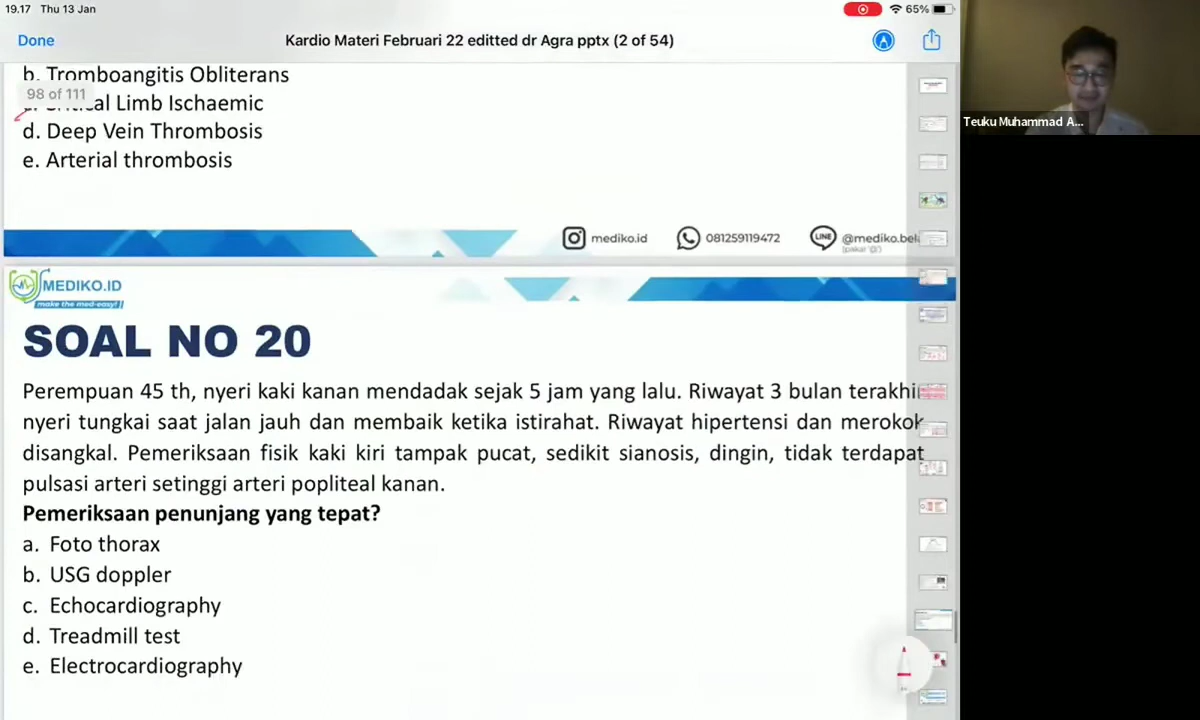 19.17 Thu 13 Jan
65%
Done
Kardio Materi Februari 22 editted dr Agra pptx (2 of 54)
b. Tromboangitis Obliterans
98 of 111
al Limb Ischaemic
d. Deep Vein Thrombosis
e. Arterial thrombosis
mediko.id
081259119472
LINE
@mediko.bel
MEDIKO.ID
make the med-easy!
SOAL NO 20
Perempuan 45 th, nyeri kaki kanan mendadak sejak 5 jam yang lalu. Riwayat 3 bulan terakhir
nyeri tungkai saat jalan jauh dan membaik ketika istirahat. Riwayat hipertensi dan merokok
disangkal. Pemeriksaan fisik kaki kiri tampak pucat, sedikit sianosis, dingin, tidak terdapat
pulsasi arteri setinggi arteri popliteal kanan.
Pemeriksaan penunjang yang tepat?
a. Foto thorax
b. USG doppler
c. Echocardiography
d. Treadmill test
e. Electrocardiography
Teuku Muhammad A...